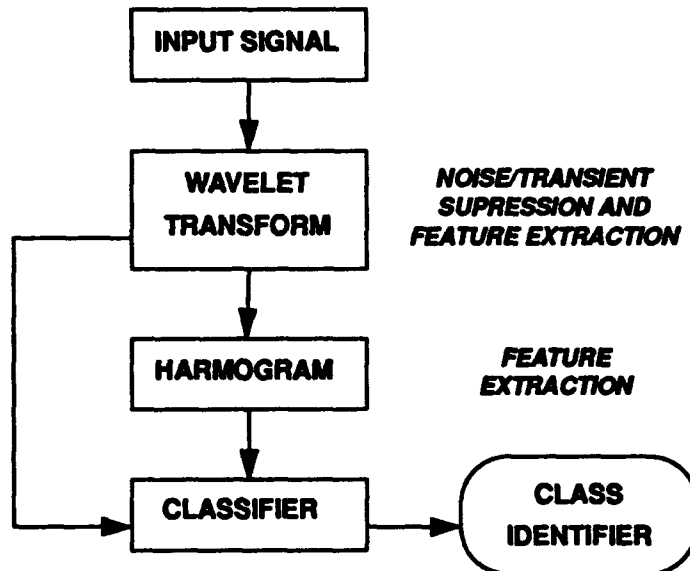 INPUT SIGNAL
WAVELET
TRANSFORM
NOISE/TRANSIENT
SUPRESSION AND
FEATURE EXTRACTION
HARMOGRAM
FEATURE
EXTRACTION
CLASSIFIER
CLASS
IDENTIFIER